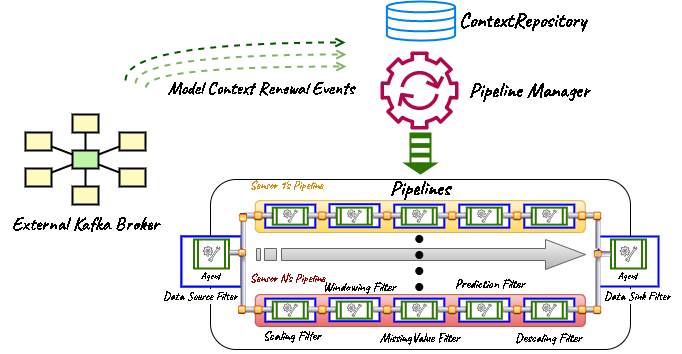 ContextRepository
Model Context Renewal Events
Pipeline Manager
External Kafka Broker
Pipelines
Sensor 1's Pipeline
Agent
Data Source Filter
Agent
Data Sink Filter
Sensor N's Pipeline
Windowing Filter
Prediction Filter
Scaling Filter
MissingValue Filter
Descaling Filter